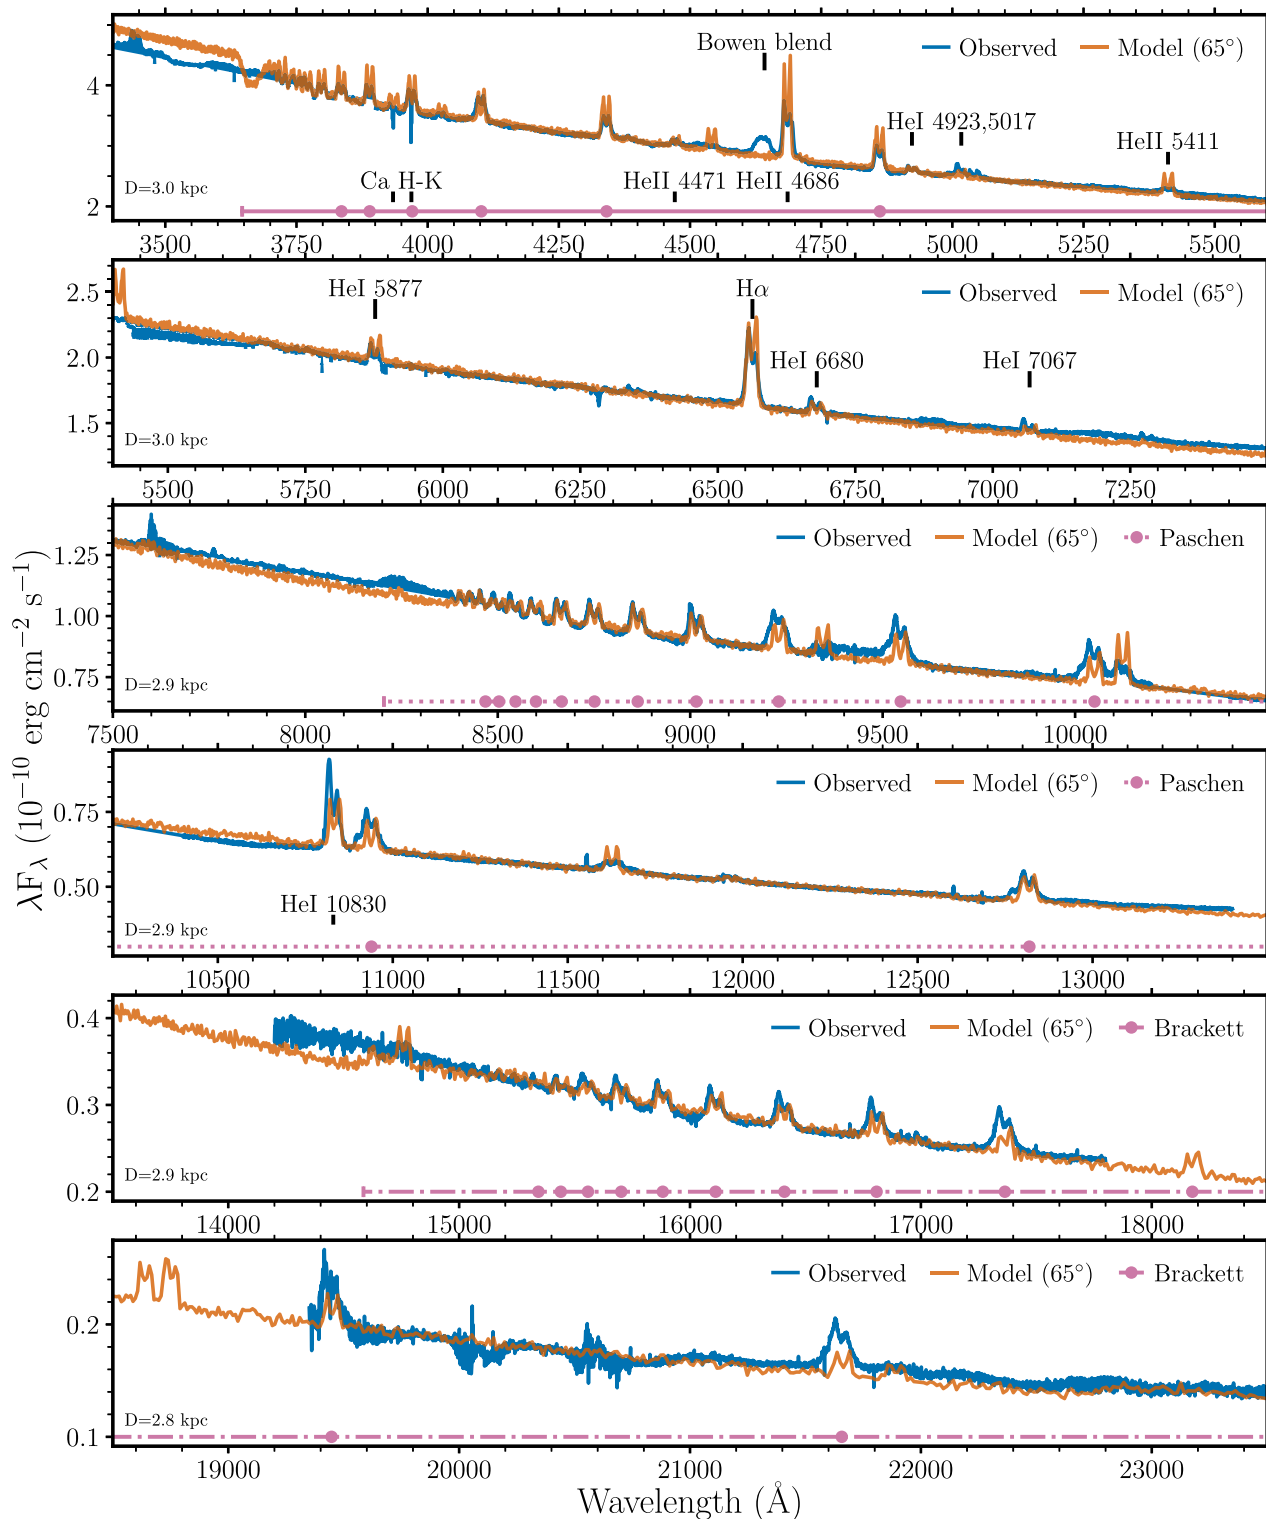 Bowen blend
Observed
Model (65°)
HeI 4923,5017
HeII 5411
4
Ca H-K
HeII 4471
HeII 4686
D=3.0 kpc
2
3500 3750 4000 4250 4500 4750 5000 5250 5500
2.5
HeI 5877
Hα
Observed
Model (65°)
2.0
HeI 6680
HeI 7067
1.5
D=3.0 kpc
5500 5750 6000 6250 6500 6750 7000 7250
Observed
Model (65°)
Paschen
1.25
1.00
0.75
D=2.9 kpc
7500 8000 8500 9000 9500 10000
Observed
Model (65°)
Paschen
0.75
0.50
HeI 10830
D=2.9 kpc
10500 11000 11500 12000 12500 13000
λF_λ (10⁻¹⁰ erg cm⁻² s⁻¹)
0.4
Observed
Model (65°)
Brackett
0.3
D=2.9 kpc
0.2
14000 15000 16000 17000 18000
Observed
Model (65°)
Brackett
0.2
D=2.8 kpc
0.1
19000 20000 21000 22000 23000
Wavelength (Å)